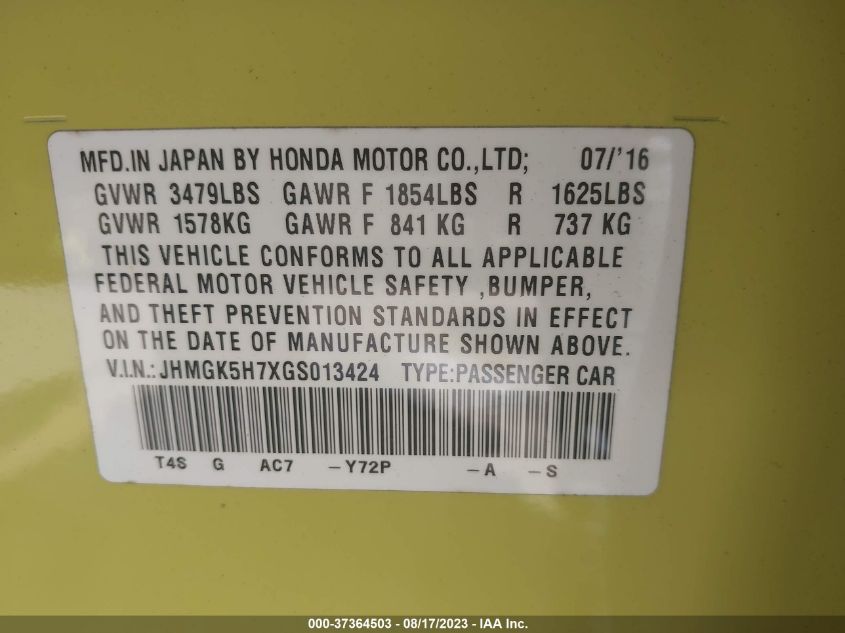 MFD.IN JAPAN BY HONDA MOTOR CO.,LTD; 07/'16
GVWR 3479LBS GAWR F 1854LBS R 1625LBS
GVWR 1578KG GAWR F 841 KG R 737 KG
THIS VEHICLE CONFORMS TO ALL APPLICABLE
FEDERAL MOTOR VEHICLE SAFETY ,BUMPER,
AND THEFT PREVENTION STANDARDS IN EFFECT
ON THE DATE OF MANUFACTURE SHOWN ABOVE.
V.I.N.:JHMGK5H7XGS013424 TYPE:PASSENGER CAR
T4S G AC7 -Y72P -A -S
000-37364503 - 08/17/2023 - IAA Inc.